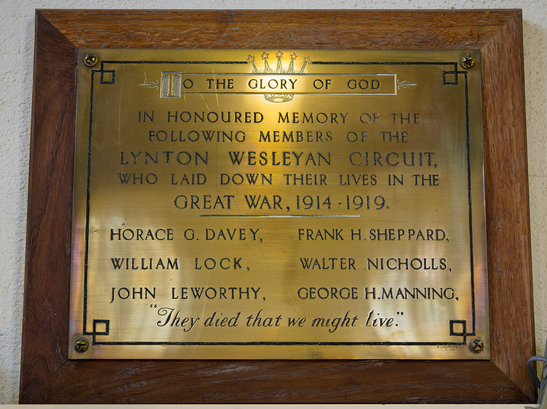 TO THE GLORY OF GOD
IN HONOURED MEMORY OF THE
FOLLOWING MEMBERS OF THE
LYNTON WESLEYAN CIRCUIT,
WHO LAID DOWN THEIR LIVES IN THE
GREAT WAR, 1914-1919.
HORACE G. DAVEY, FRANK H. SHEPPARD,
WILLIAM LOCK, WALTER NICHOLLS,
JOHN LEWORTHY, GEORGE H. MANNING,
"They died that we might live."